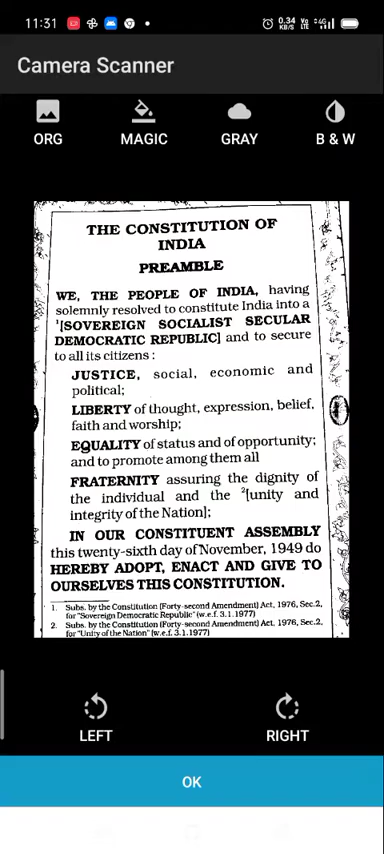 11:31
0.34 KB/S Vo LTE 4G
Camera Scanner
ORG MAGIC GRAY B & W
THE CONSTITUTION OF
INDIA
PREAMBLE
WE, THE PEOPLE OF INDIA, having
solemnly resolved to constitute India into a
1[SOVEREIGN SOCIALIST SECULAR
DEMOCRATIC REPUBLIC] and to secure
to all its citizens :
JUSTICE, social, economic and
political;
LIBERTY of thought, expression, belief,
faith and worship;
EQUALITY of status and of opportunity;
and to promote among them all
FRATERNITY assuring the dignity of
the individual and the 2[unity and
integrity of the Nation];
IN OUR CONSTITUENT ASSEMBLY
this twenty-sixth day of November, 1949 do
HEREBY ADOPT, ENACT AND GIVE TO
OURSELVES THIS CONSTITUTION.
1. Subs. by the Constitution (Forty-second Amendment) Act, 1976, Sec.2,
for "Sovereign Democratic Republic" (w.e.f. 3.1.1977)
2. Subs. by the Constitution (Forty-second Amendment) Act, 1976, Sec.2,
for "Unity of the Nation" (w.e.f. 3.1.1977)
LEFT RIGHT
OK